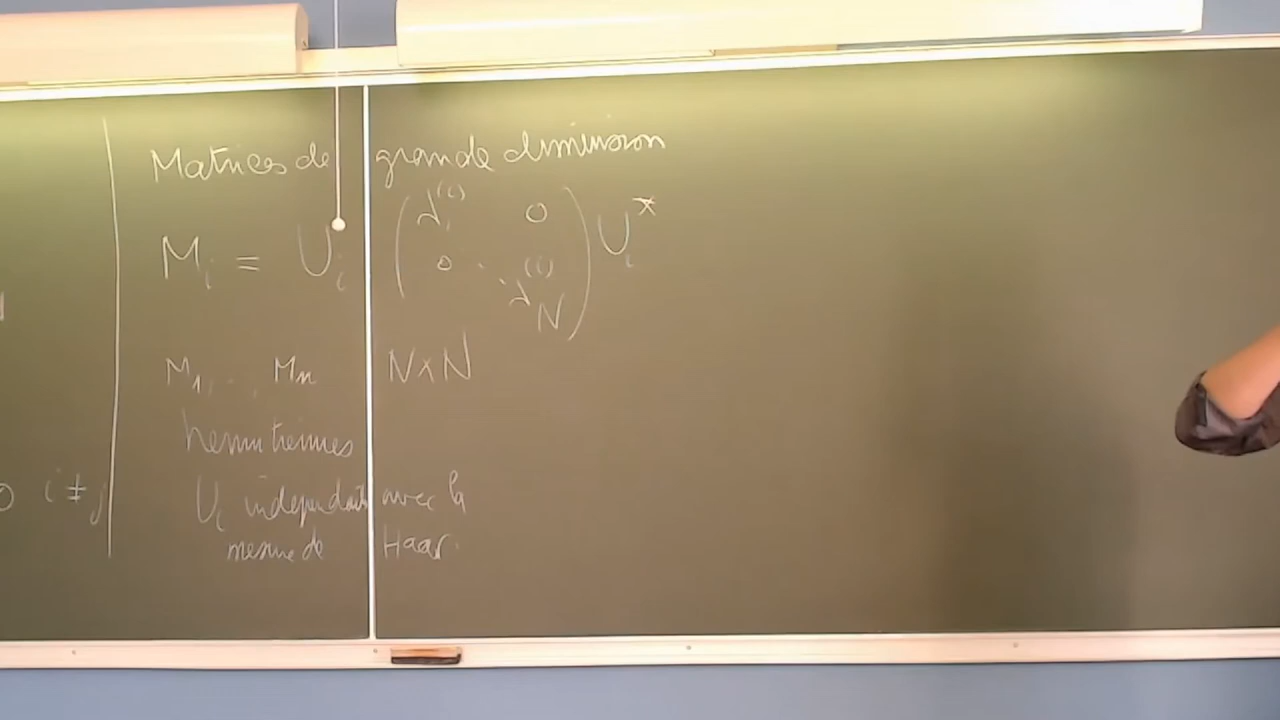 Matrices de grande dimension
M_i = U_i ( λ_1^(i) 0 0 ⋱ λ_N^(i) ) U_i^*
M_1, ..., M_n N×N
hermitiennes
U_i indépendants avec la
mesure de Haar.
0 i ≠ j